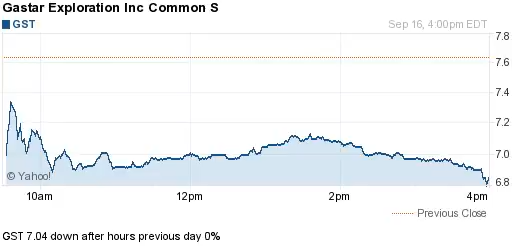 Gastar Exploration Inc Common S
GST
Sep 16, 4:00pm EDT
7.8
7.6
7.4
7.2
7.0
6.8
© Yahoo!
10am
12pm
2pm
4pm
Previous Close
GST 7.04 down after hours previous day 0%